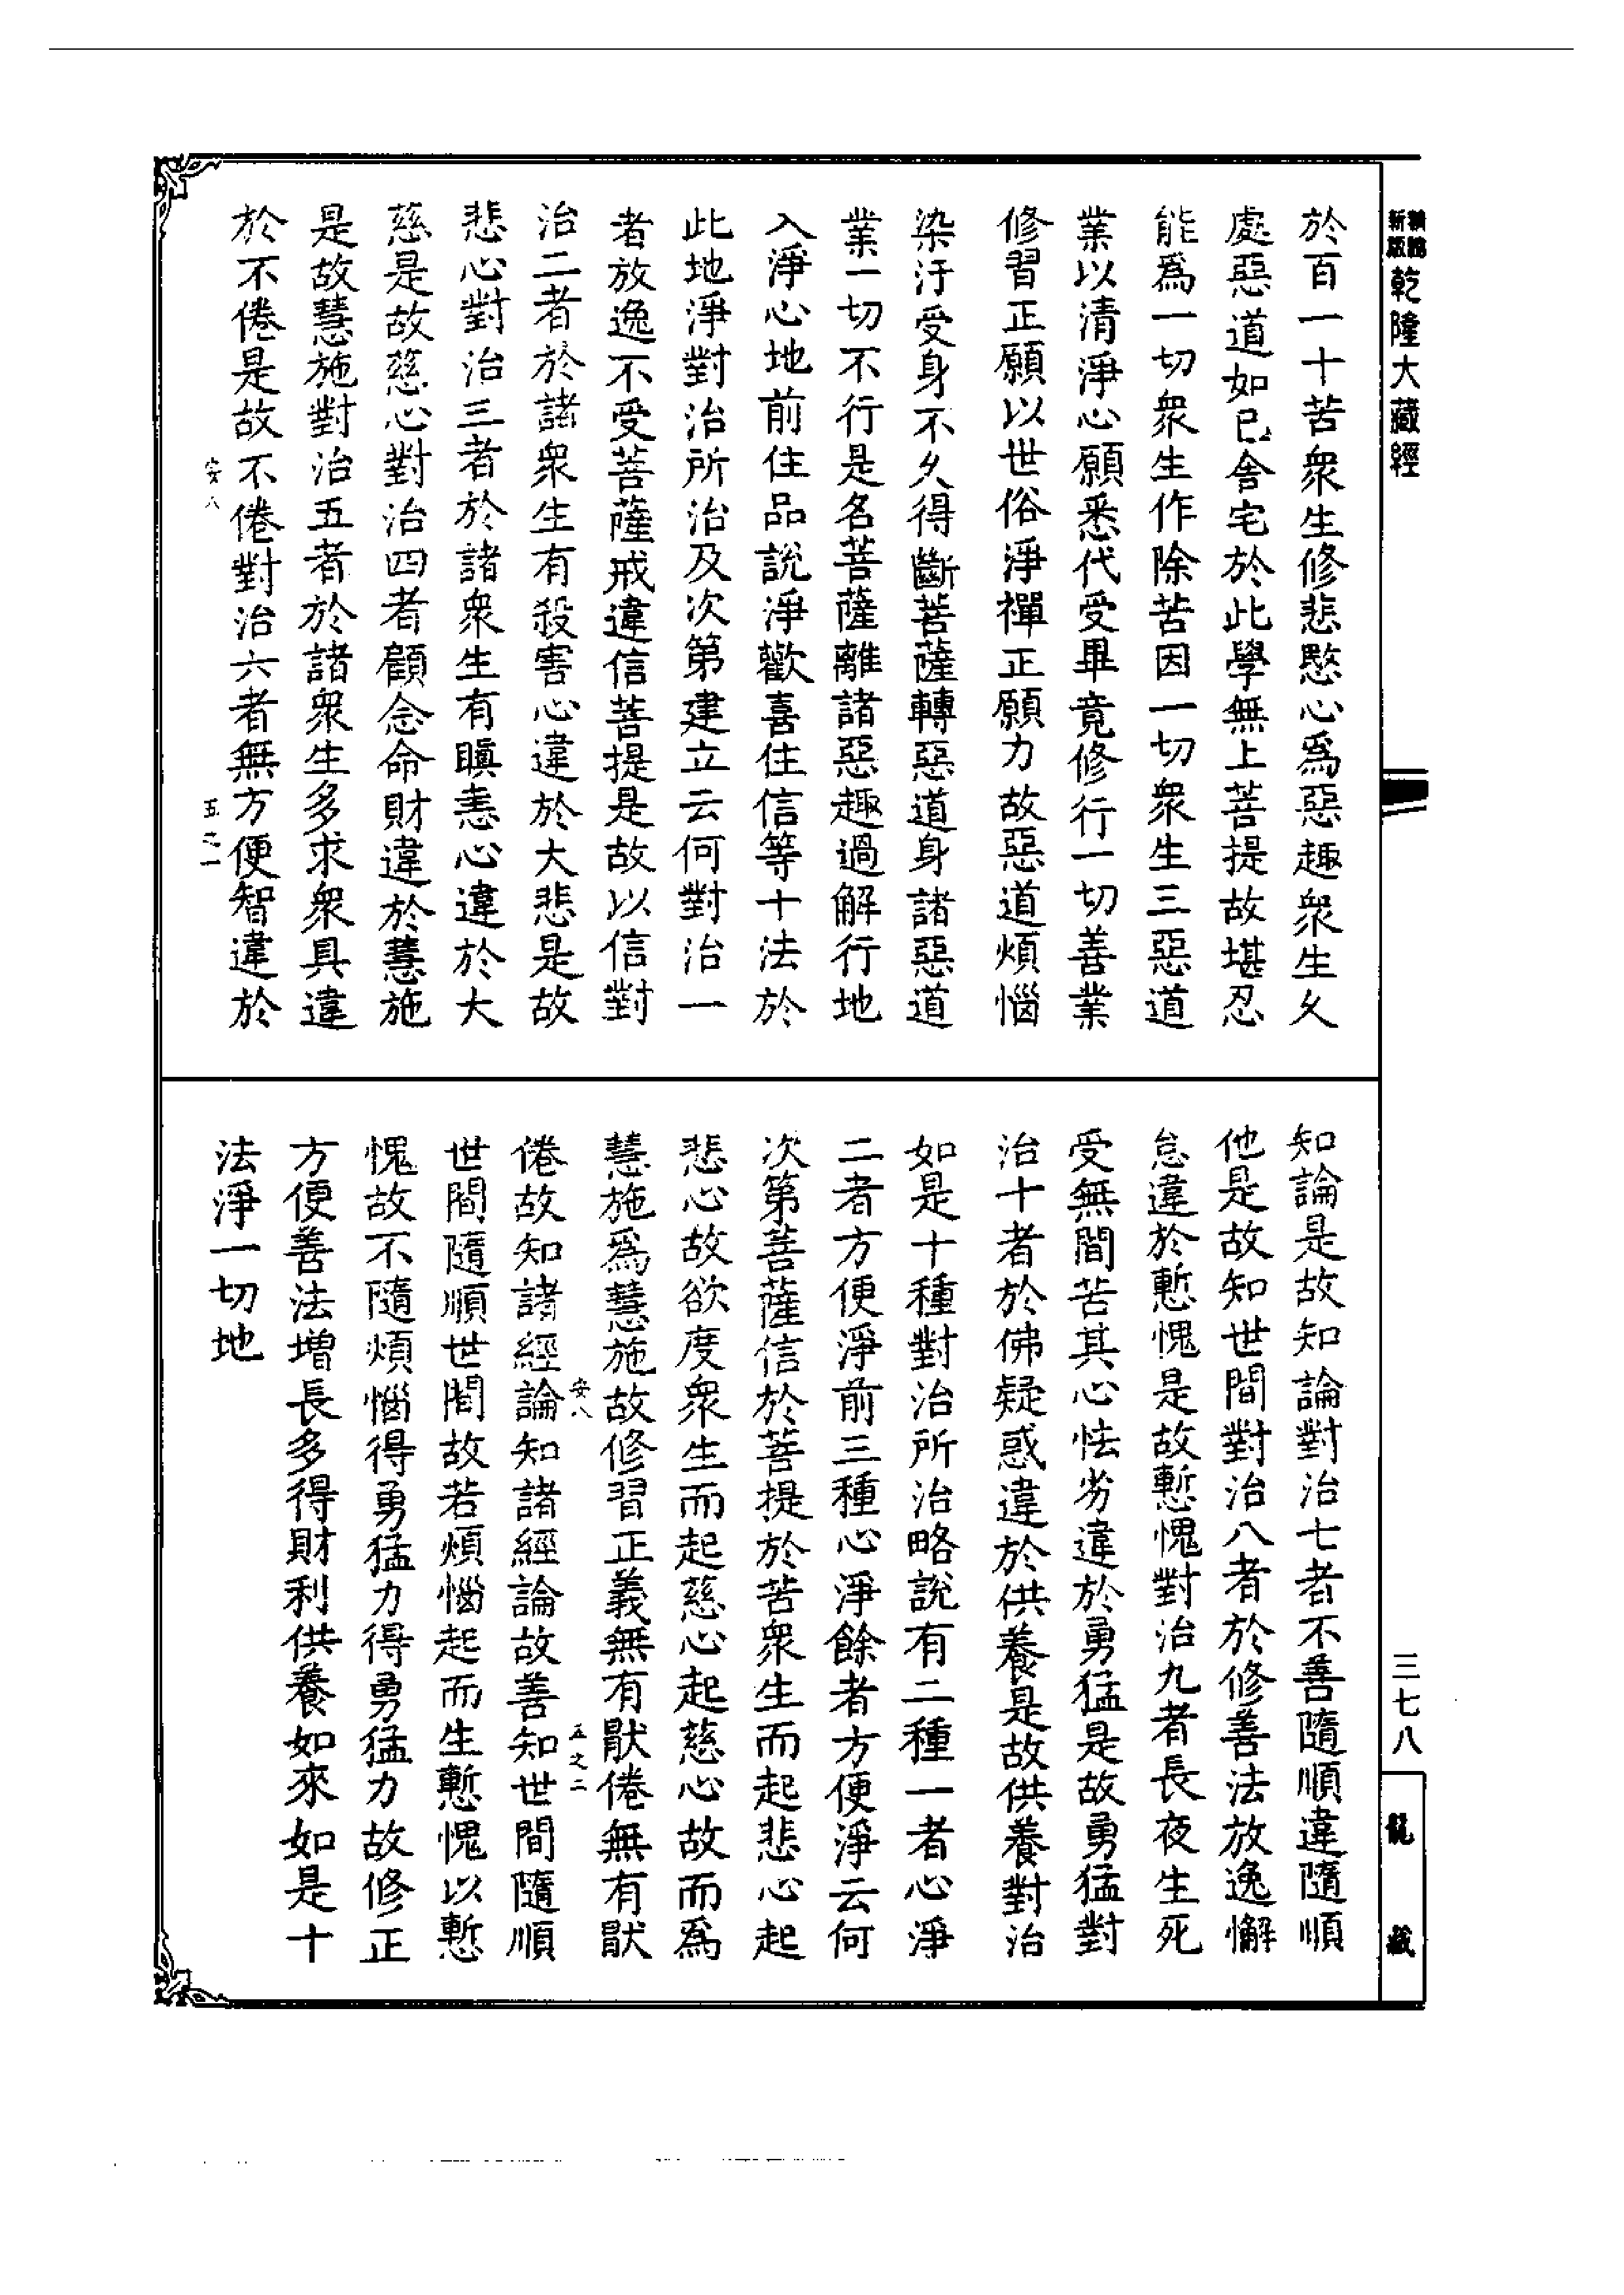 新版
乾隆大藏經
於百一十苦衆生修悲愍心爲惡趣衆生乆
處惡道如已舍宅於此學無上菩提故堪忍
能爲一切衆生作除苦因一切衆生三惡道
業以清淨心願悉代受畢竟修行一切善業
修習正願以世俗淨禪正願力故惡道煩惱
染汙受身不乆得斷菩薩轉惡道身諸惡道
業一切不行是名菩薩離諸惡趣過解行地
入淨心地前住品說淨歡喜住信等十法於
此地淨對治所治及次第建立云何對治一
者放逸不受菩薩戒違信菩提是故以信對
治二者於諸衆生有殺害心違於大悲是故
悲心對治三者於諸衆生有瞋恚心違於大
慈是故慈心對治四者顧念命財違於慧施
是故慧施對治五者於諸衆生多求衆具違
於不倦是故不倦對治六者無方便智違於
安八
五之一
知論是故知論對治七者不善隨順違隨順
他是故知世間對治八者於修善法放逸懈
怠違於慙愧是故慙愧對治九者長夜生死
受無間苦其心怯劣違於勇猛是故勇猛對
治十者於佛疑惑違於供養是故供養對治
如是十種對治所治略說有二種一者心淨
二者方便淨前三種心淨餘者方便淨云何
次第菩薩信於菩提於苦衆生而起悲心起
悲心故欲度衆生而起慈心起慈心故而爲
慧施爲慧施故修習正義無有猒倦無有猒
安八
五之二
倦故知諸經論知諸經論故善知世間隨順
世間隨順世間故若煩惱起而生慙愧以慙
愧故不隨煩惱得勇猛力得勇猛力故修正
方便善法增長多得財利供養如來如是十
法淨一切地
三七八
龍藏